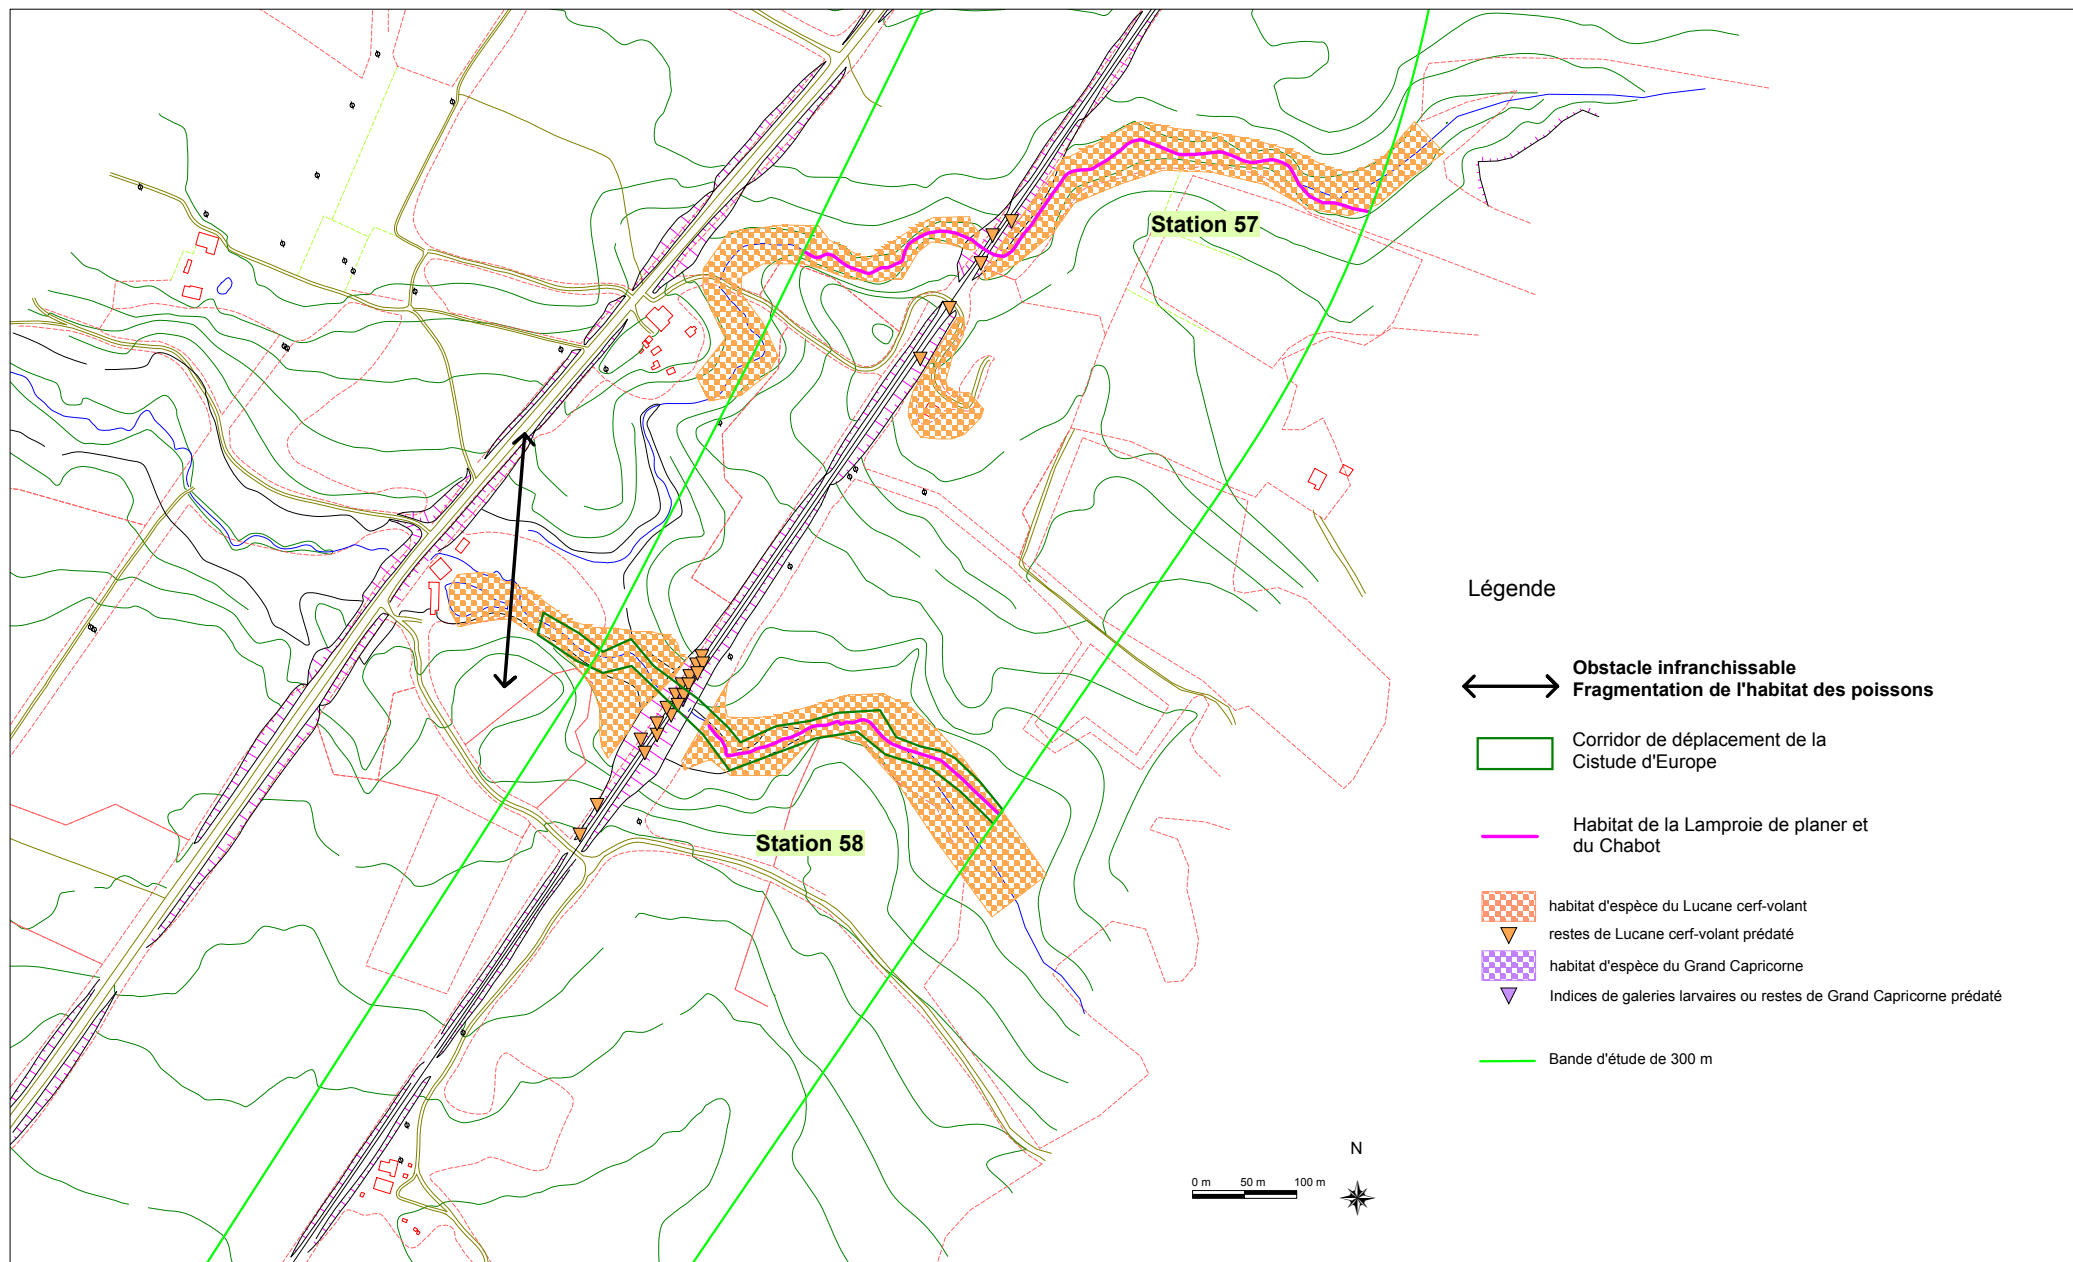 Station 57
Station 58
Légende
Obstacle infranchissable
Fragmentation de l'habitat des poissons
Corridor de déplacement de la
Cistude d'Europe
Habitat de la Lamproie de planer et
du Chabot
habitat d'espèce du Lucane cerf-volant
restes de Lucane cerf-volant prédaté
habitat d'espèce du Grand Capricorne
Indices de galeries larvaires ou restes de Grand Capricorne prédaté
Bande d'étude de 300 m
N
0 m 50 m 100 m